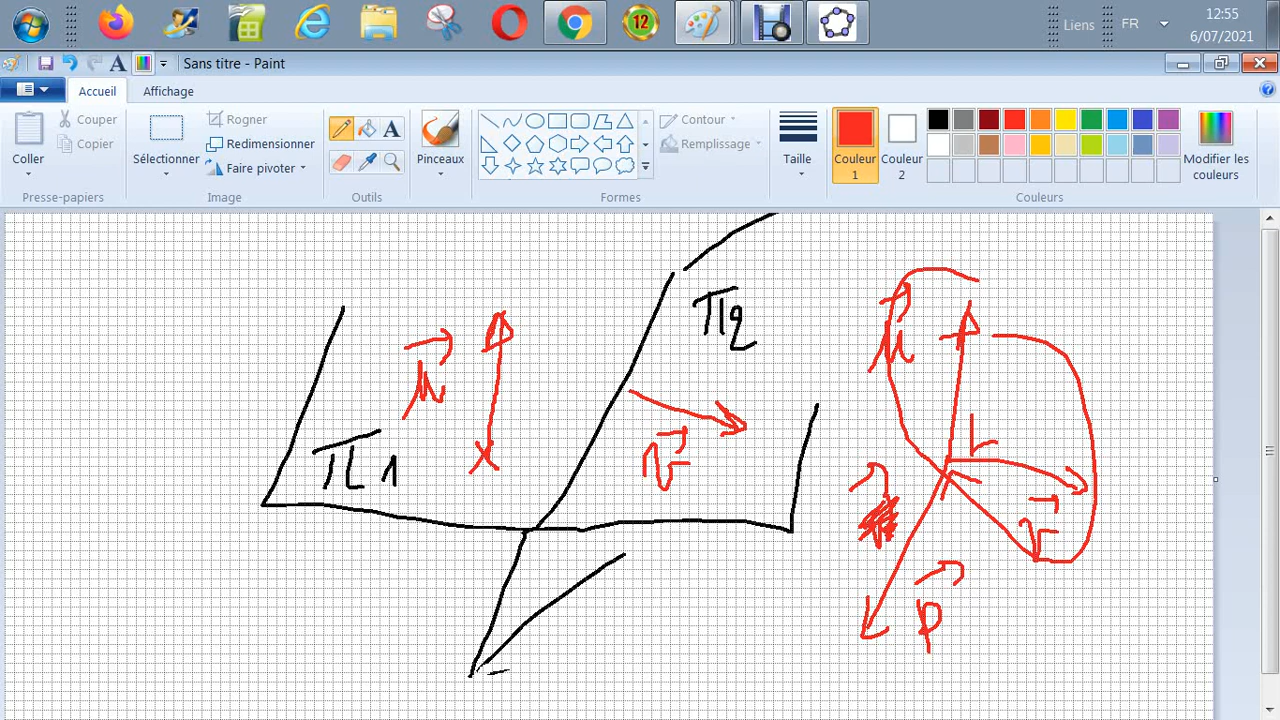 12
Liens
FR
12:55
6/07/2021
Sans titre - Paint
Accueil
Affichage
Coller
Couper
Copier
Presse-papiers
Sélectionner
Rogner
Redimensionner
Faire pivoter
Image
Outils
Pinceaux
Contour
Remplissage
Formes
Taille
Couleur
1
Couleur
2
Modifier les
couleurs
Couleurs
π1
π2
u
v
u
v
p